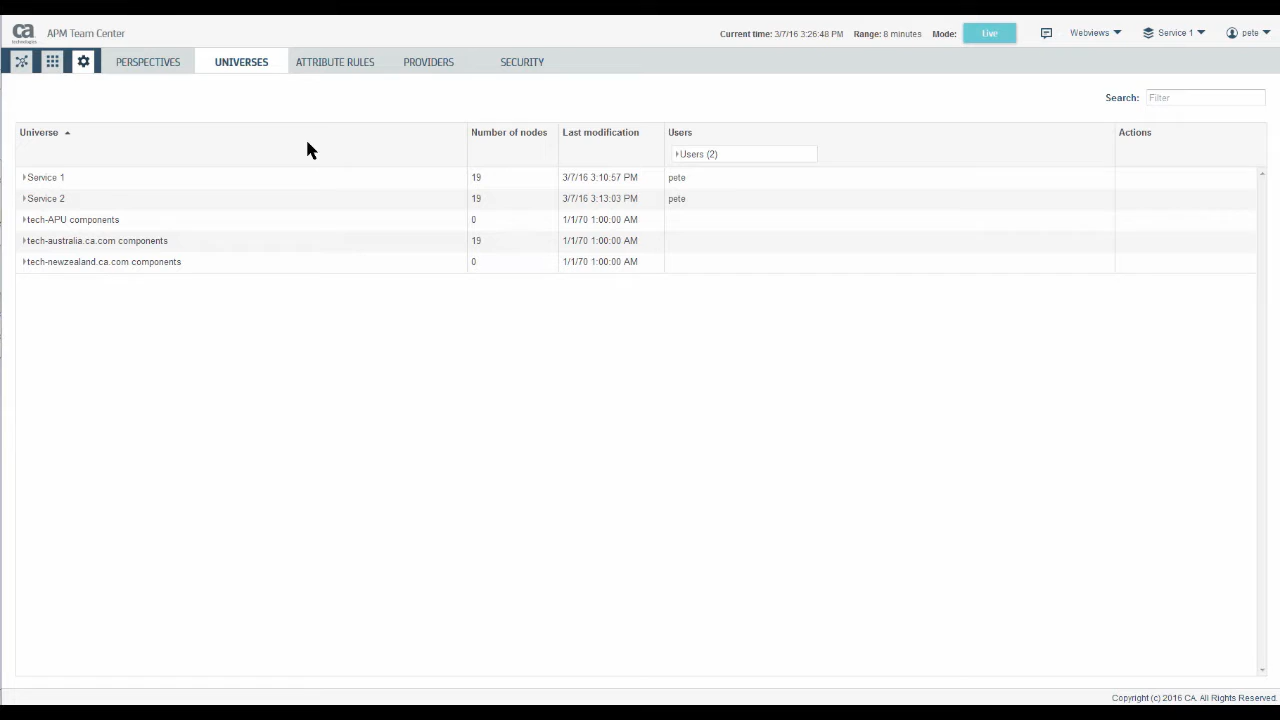 ca technologies APM Team Center Current time: 3/7/16 3:26:48 PM Range: 8 minutes Mode: Live Webviews Service 1 pete
PERSPECTIVES UNIVERSES ATTRIBUTE RULES PROVIDERS SECURITY
Search: Filter
Universe Number of nodes Last modification Users Actions
Users (2)
Service 1 19 3/7/16 3:10:57 PM pete
Service 2 19 3/7/16 3:13:03 PM pete
tech-APU components 0 1/1/70 1:00:00 AM
tech-australia.ca.com components 19 1/1/70 1:00:00 AM
tech-newzealand.ca.com components 0 1/1/70 1:00:00 AM
Copyright (c) 2016 CA. All Rights Reserved.